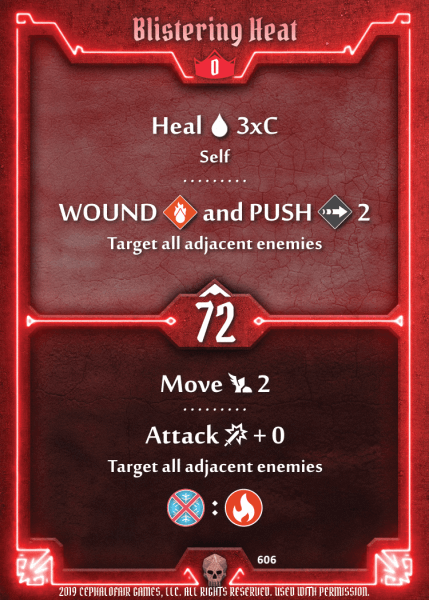 Blistering Heat
0
Heal 3xC
Self
WOUND and PUSH 2
Target all adjacent enemies
72
Move 2
Attack + 0
Target all adjacent enemies
:
606
2019 CEPHALOFAIR GAMES, LLC. ALL RIGHTS RESERVED. USED WITH PERMISSION.